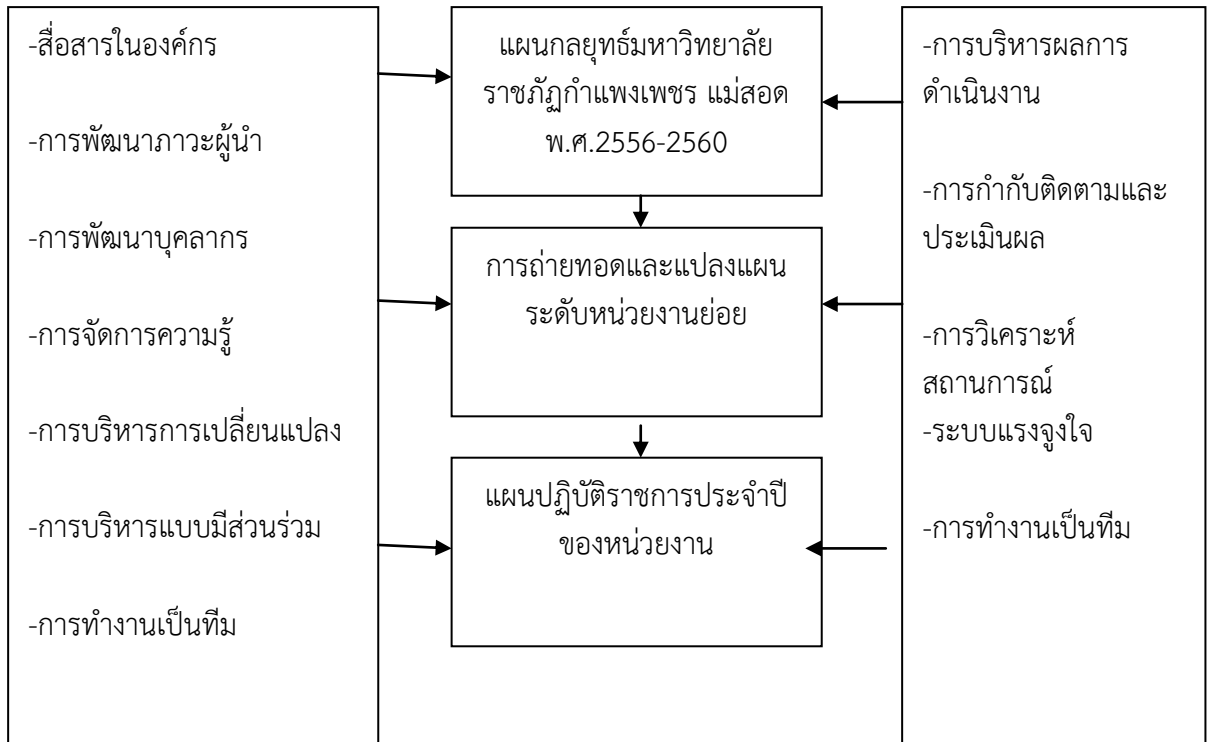 -สื่อสารในองค์กร
-การพัฒนาภาวะผู้นำ
-การพัฒนาบุคลากร
-การจัดการความรู้
-การบริหารการเปลี่ยนแปลง
-การบริหารแบบมีส่วนร่วม
-การทำงานเป็นทีม
แผนกลยุทธ์มหาวิทยาลัย
ราชภัฏกำแพงเพชร แม่สอด
พ.ศ.2556-2560
การถ่ายทอดและแปลงแผน
ระดับหน่วยงานย่อย
แผนปฏิบัติราชการประจำปี
ของหน่วยงาน
-การบริหารผลการ
ดำเนินงาน
-การกำกับติดตามและ
ประเมินผล
-การวิเคราะห์
สถานการณ์
-ระบบแรงจูงใจ
-การทำงานเป็นทีม